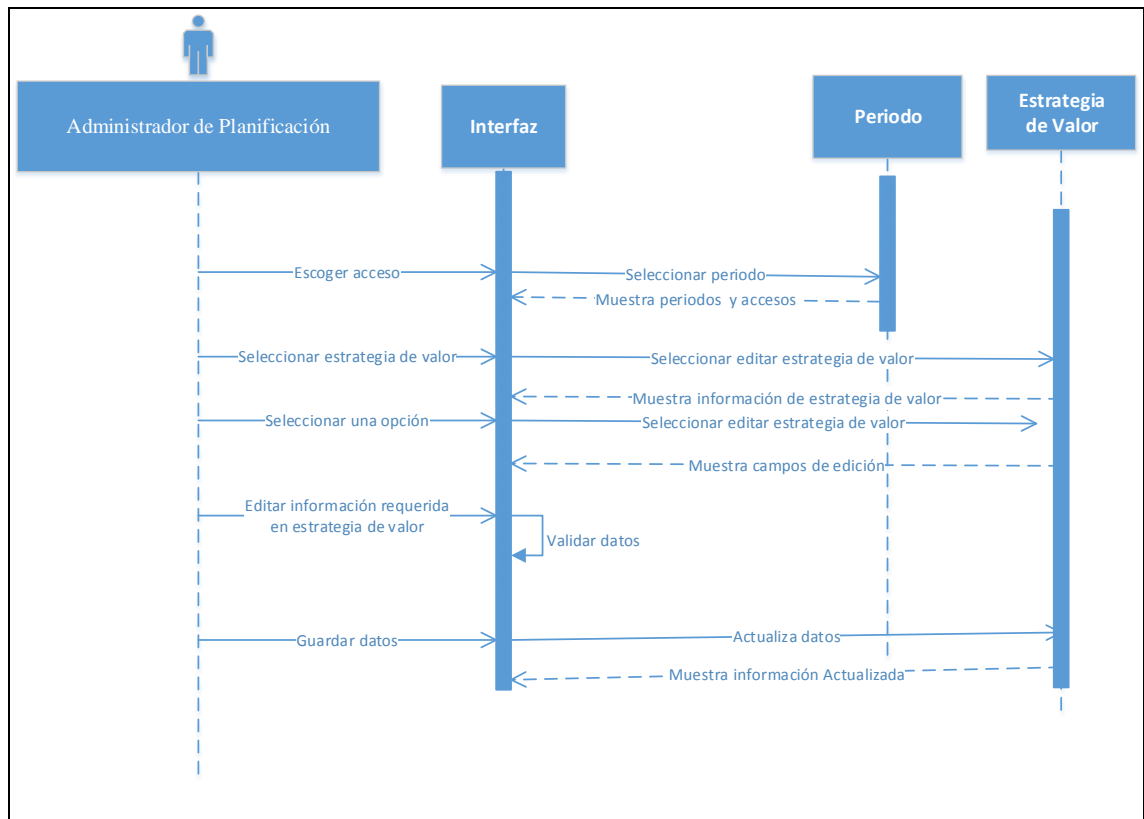 Administrador de Planificación
Interfaz
Periodo
Estrategia
de Valor
Escoger acceso
Seleccionar periodo
Muestra periodos y accesos
Seleccionar estrategia de valor
Seleccionar editar estrategia de valor
Muestra información de estrategia de valor
Seleccionar una opción
Seleccionar editar estrategia de valor
Muestra campos de edición
Editar información requerida
en estrategia de valor
Validar datos
Guardar datos
Actualiza datos
Muestra información Actualizada